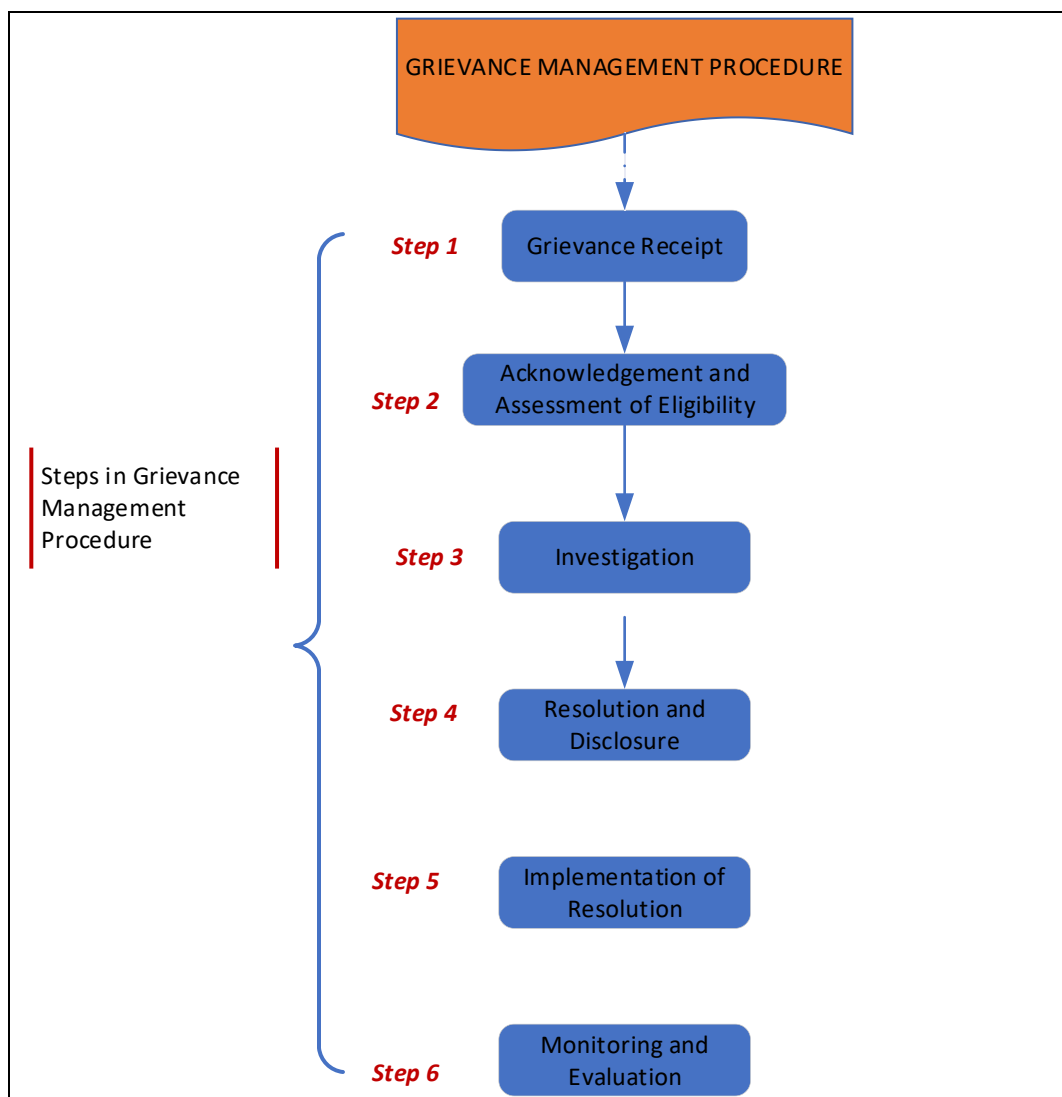 GRIEVANCE MANAGEMENT PROCEDURE
Step 1
Grievance Receipt
Step 2
Acknowledgement and
Assessment of Eligibility
Steps in Grievance
Management
Procedure
Step 3
Investigation
Step 4
Resolution and
Disclosure
Step 5
Implementation of
Resolution
Step 6
Monitoring and
Evaluation